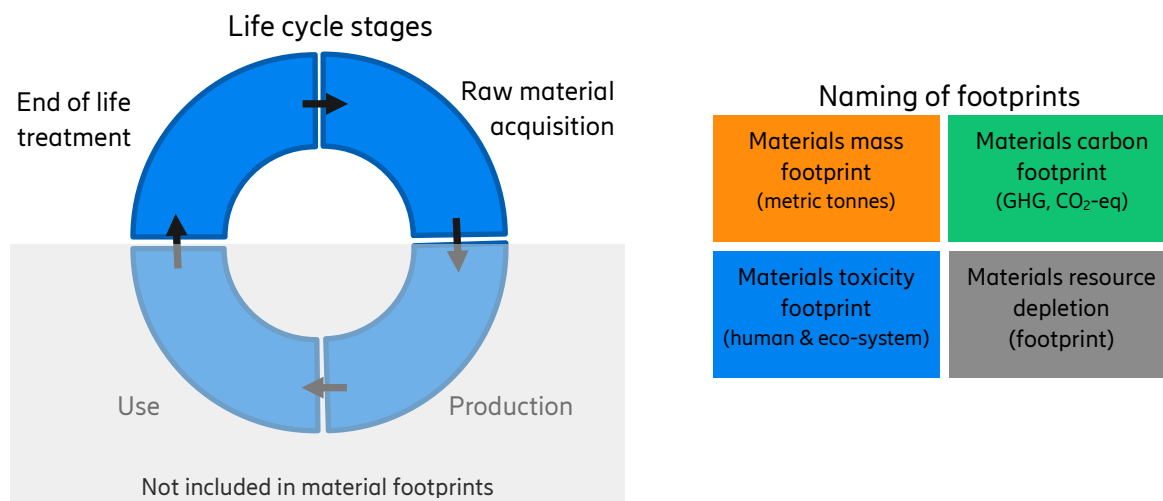 Life cycle stages
End of life
treatment
Raw material
acquisition
Use
Production
Not included in material footprints
Naming of footprints
Materials mass
footprint
(metric tonnes)
Materials carbon
footprint
(GHG, CO₂-eq)
Materials toxicity
footprint
(human & eco-system)
Materials resource
depletion
(footprint)